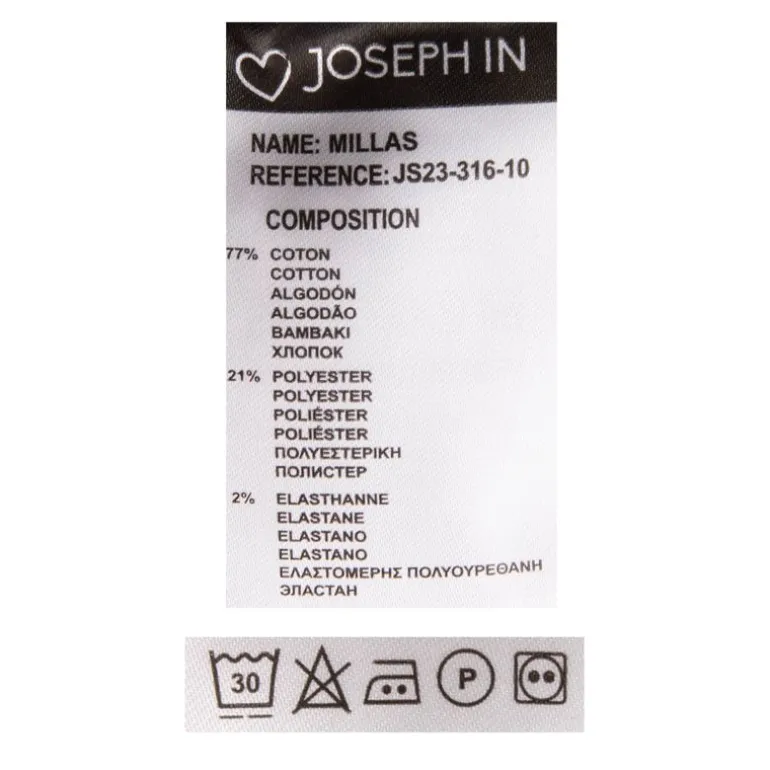 JOSEPH IN
NAME: MILLAS
REFERENCE: JS23-316-10
COMPOSITION
77% COTON
COTTON
ALGODÓN
ALGODÃO
BAMBAKI
ХЛОПОК
21% POLYESTER
POLYESTER
POLIÉSTER
POLIÉSTER
ΠΟΛΥΕΣΤΕΡΙΚΗ
ПОЛИСТЕР
2% ELASTHANNE
ELASTANE
ELASTANO
ELASTANO
ΕΛΑΣΤΟΜΕΡΗΣ ΠΟΛΥΟΥΡΕΘΑΝΗ
ЭЛАСТАН
30 P